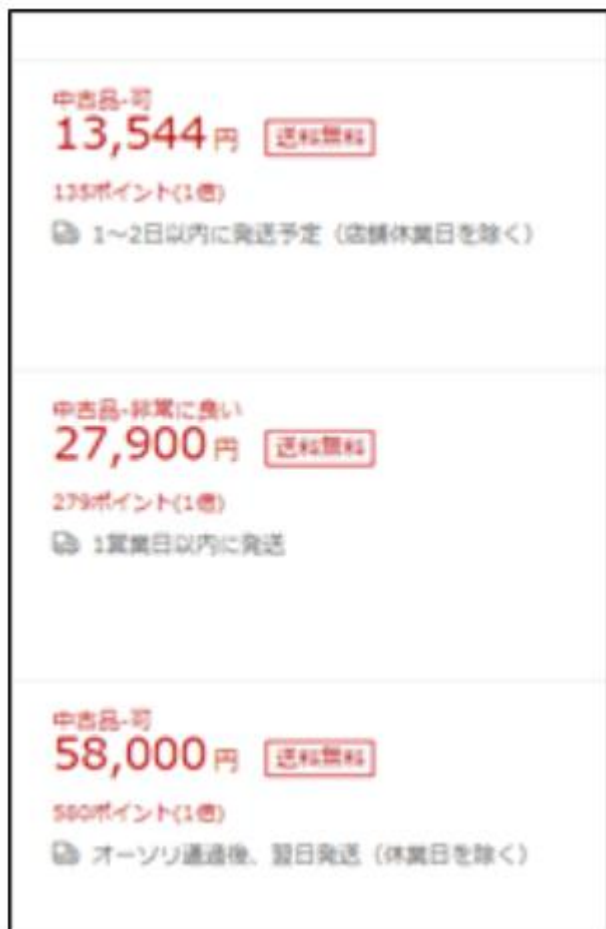 中古品-可
13,544円 送料無料
135ポイント(1倍)
1~2日以内に発送予定(店舗休業日を除く)
中古品-非常に良い
27,900円 送料無料
279ポイント(1倍)
1営業日以内に発送
中古品-可
58,000円 送料無料
580ポイント(1倍)
オーソリ通過後、翌日発送(休業日を除く)